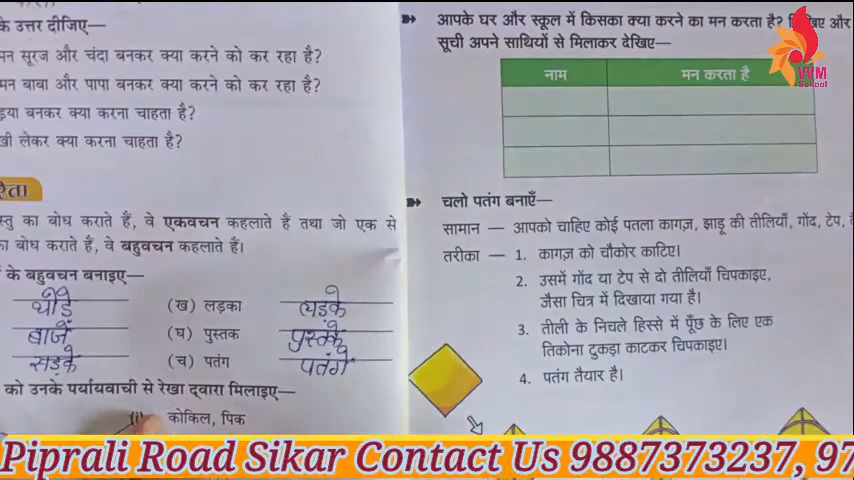 के उत्तर दीजिए
मन सूरज और चंदा बनकर क्या करने को कर रहा है?
मन बाबा और पापा बनकर क्या करने को कर रहा है?
ड़या बनकर क्या करना चाहता है?
खी लेकर क्या करना चाहता है?
स्तु का बोध कराते हैं, वे एकवचन कहलाते हैं तथा जो एक से
का बोध कराते हैं, वे बहुवचन कहलाते हैं।
के बहुवचन बनाइए—
घोड़े (ख) लड़का लड़के
बाजें (घ) पुस्तक पुस्तकें
सड़कें (च) पतंग पतंगें
को उनके पर्यायवाची से रेखा द्वारा मिलाइए—
(i) कोकिल, पिक
आपके घर और स्कूल में किसका क्या करने का मन करता है? और
सूची अपने साथियों से मिलाकर देखिए—
नाम मन करता है
VVM
School
चलो पतंग बनाएँ—
सामान — आपको चाहिए कोई पतला कागज़, झाड़ू की तीलियाँ, गोंद, टेप,
तरीका — 1. कागज़ को चौकोर काटिए।
2. उसमें गोंद या टेप से दो तीलियाँ चिपकाइए,
जैसा चित्र में दिखाया गया है।
3. तीली के निचले हिस्से में पूँछ के लिए एक
तिकोना टुकड़ा काटकर चिपकाइए।
4. पतंग तैयार है।
Piprali Road Sikar Contact Us 9887373237, 97